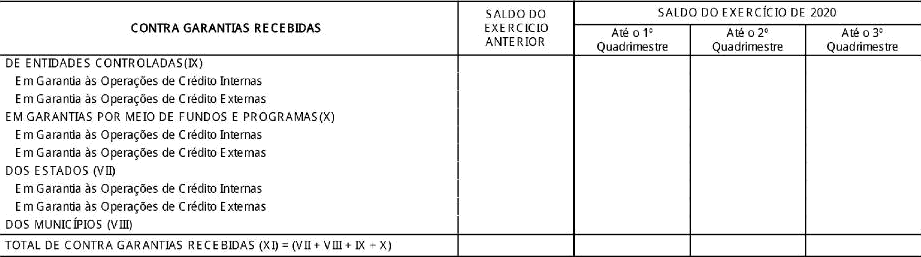 CONTRA GARANTIAS RECEBIDAS
SALDO DO
EXERCÍCIO
ANTERIOR
SALDO DO EXERCÍCIO DE 2020
Até o 1º
Quadrimestre
Até o 2º
Quadrimestre
Até o 3º
Quadrimestre
DE ENTIDADES CONTROLADAS(IX)
Em Garantia às Operações de Crédito Internas
Em Garantia às Operações de Crédito Externas
EM GARANTIAS POR MEIO DE FUNDOS E PROGRAMAS(X)
Em Garantia às Operações de Crédito Internas
Em Garantia às Operações de Crédito Externas
DOS ESTADOS (VII)
Em Garantia às Operações de Crédito Internas
Em Garantia às Operações de Crédito Externas
DOS MUNICÍPIOS (VIII)
TOTAL DE CONTRA GARANTIAS RECEBIDAS (XI) = (VII + VIII + IX + X)